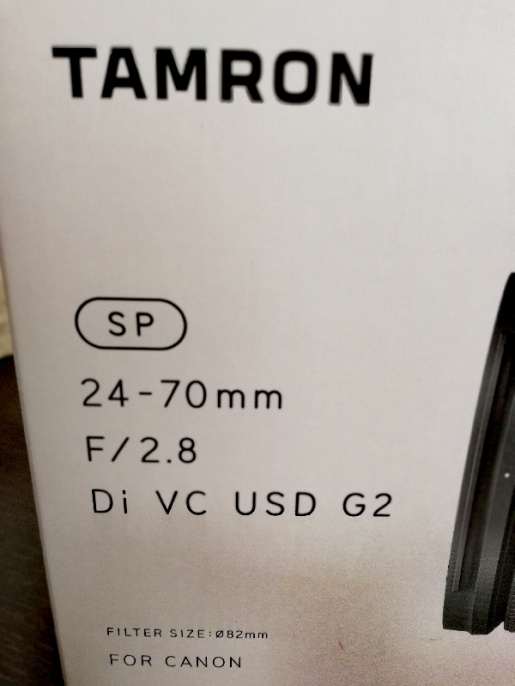 TAMRON
SP
24-70mm
F/2.8
Di VC USD G2
FILTER SIZE:Ø82mm
FOR CANON